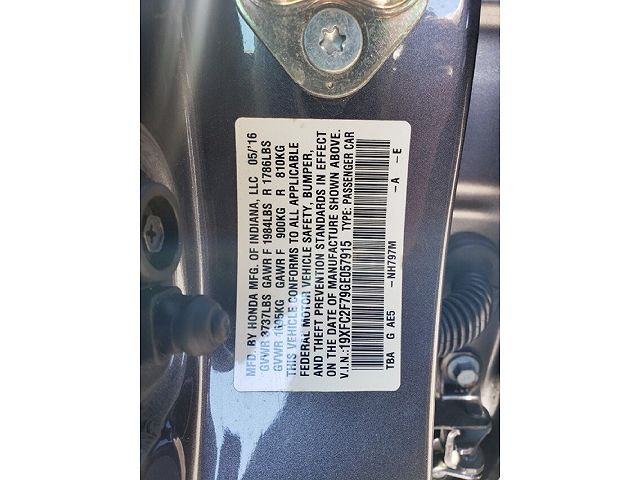 MFD. BY HONDA MFG. OF INDIANA, LLC 05/'16
GVWR 3737LBS GAWR F 1984LBS R 1786LBS
GVWR 1695KG GAWR F 900KG R 810KG
THIS VEHICLE CONFORMS TO ALL APPLICABLE
FEDERAL MOTOR VEHICLE SAFETY, BUMPER,
AND THEFT PREVENTION STANDARDS IN EFFECT
ON THE DATE OF MANUFACTURE SHOWN ABOVE.
V.I.N.:19XFC2F79GE057915 TYPE: PASSENGER CAR
-NH797M -A -E
TBA G AE5